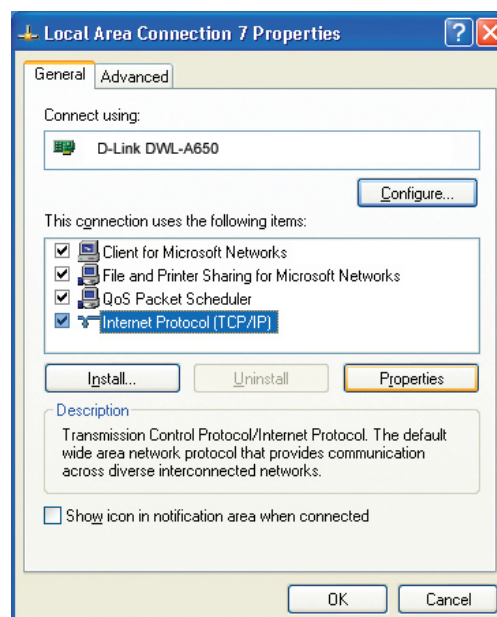 Local Area Connection 7 Properties
General
Advanced
Connect using:
D-Link DWL-A650
Configure...
This connection uses the following items:
Client for Microsoft Networks
File and Printer Sharing for Microsoft Networks
QoS Packet Scheduler
Internet Protocol (TCP/IP)
Install...
Uninstall
Properties
Description
Transmission Control Protocol/Internet Protocol. The default
wide area network protocol that provides communication
across diverse interconnected networks.
Show icon in notification area when connected
OK
Cancel